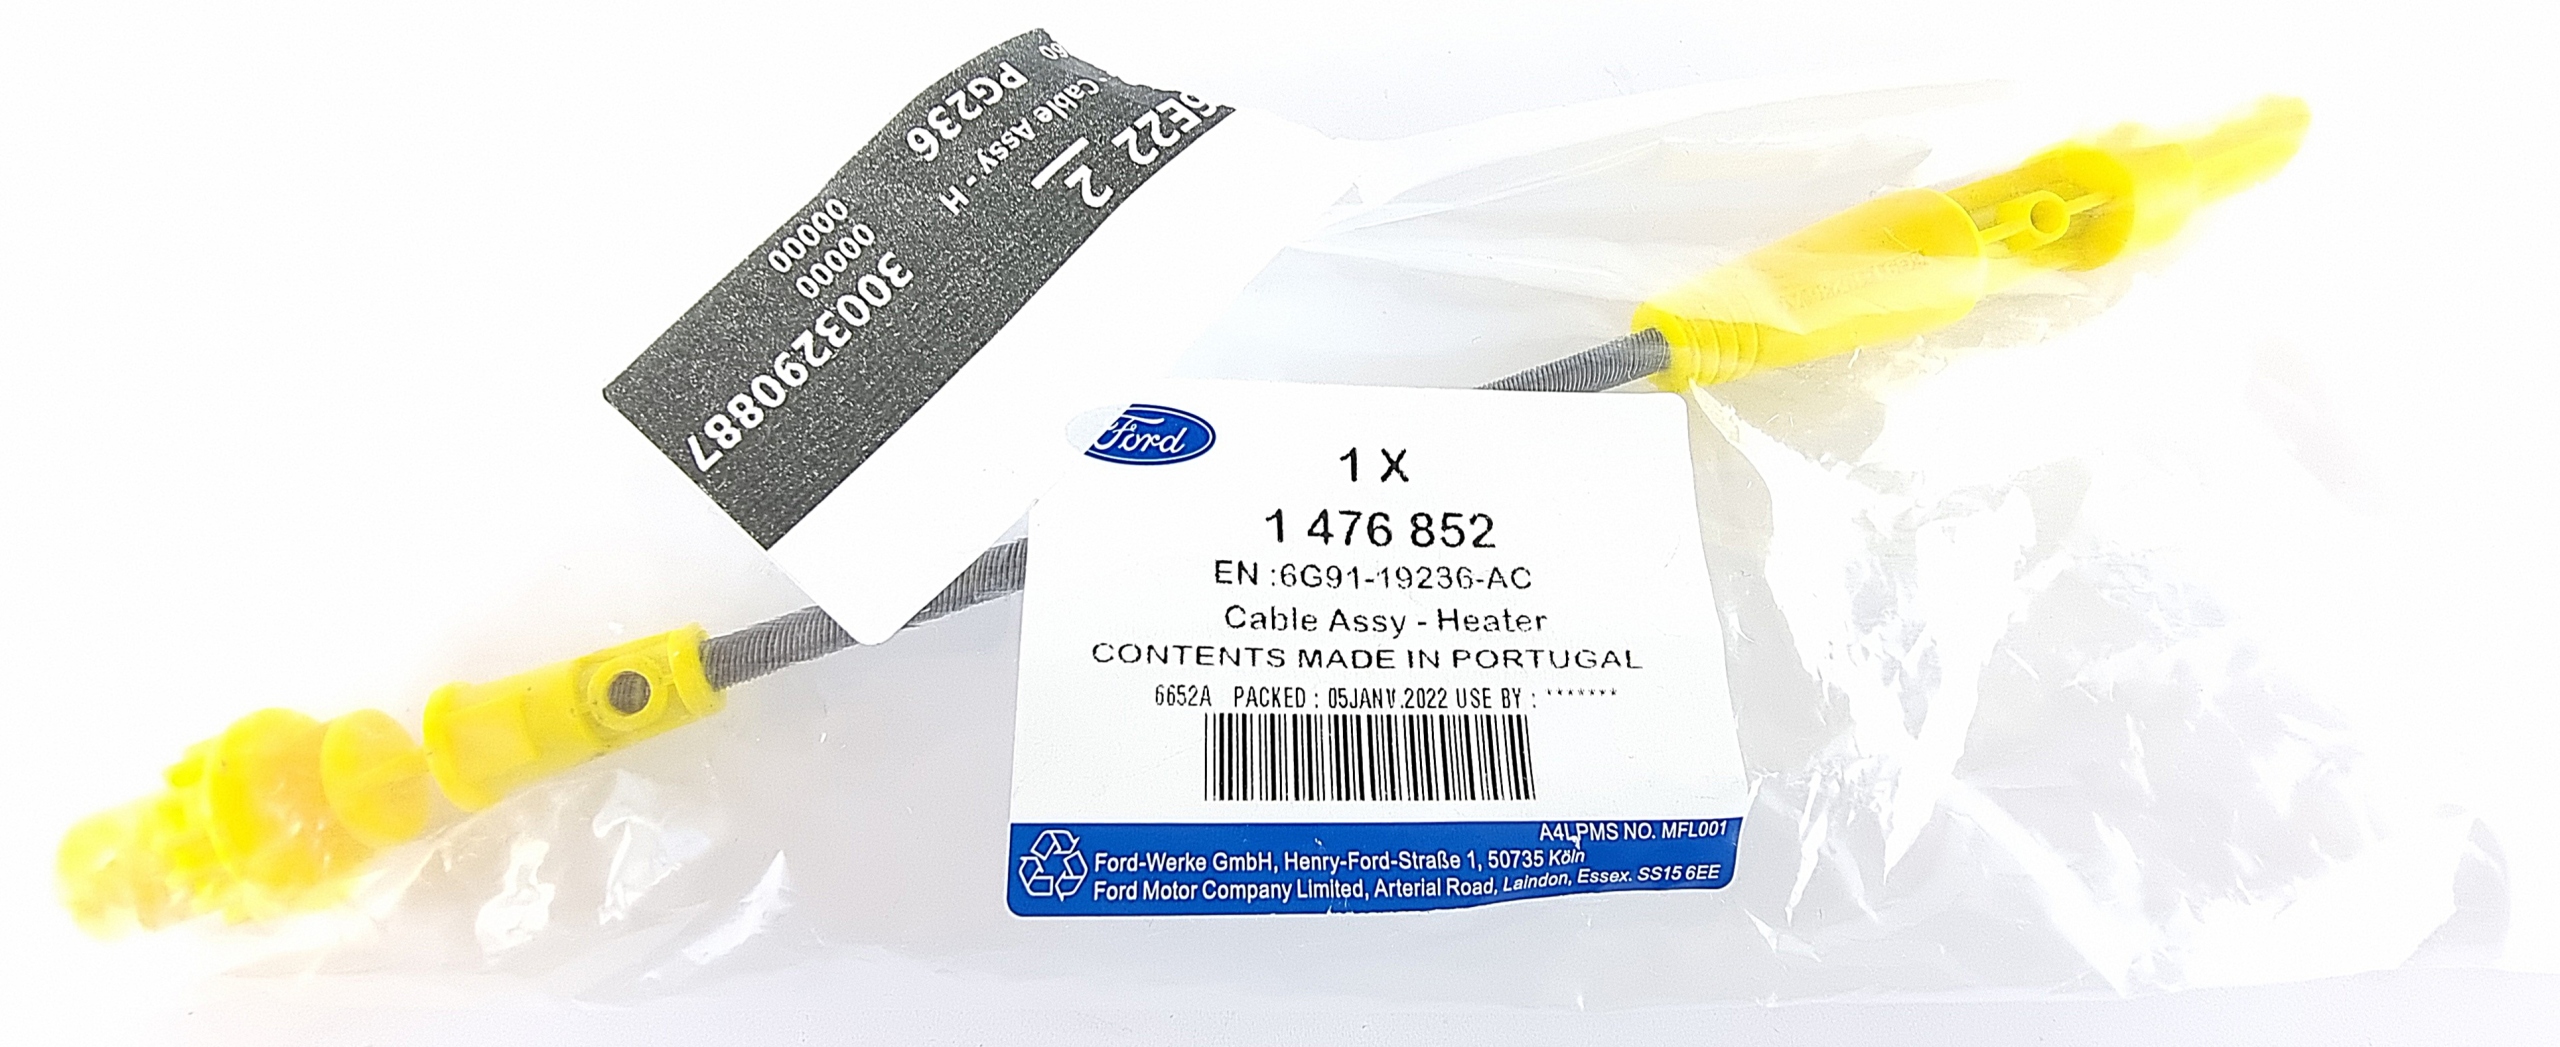 PG236
Cable Assy - H
6E22
2
00000
00000
3003290887
Ford
1 X
1 476 852
EN :6G91-19236-AC
Cable Assy - Heater
CONTENTS MADE IN PORTUGAL
6652A PACKED : 05JANV.2022 USE BY : *******
A4LPMS NO. MFL001
Ford-Werke GmbH, Henry-Ford-Straße 1, 50735 Köln
Ford Motor Company Limited, Arterial Road, Laindon, Essex. SS15 6EE